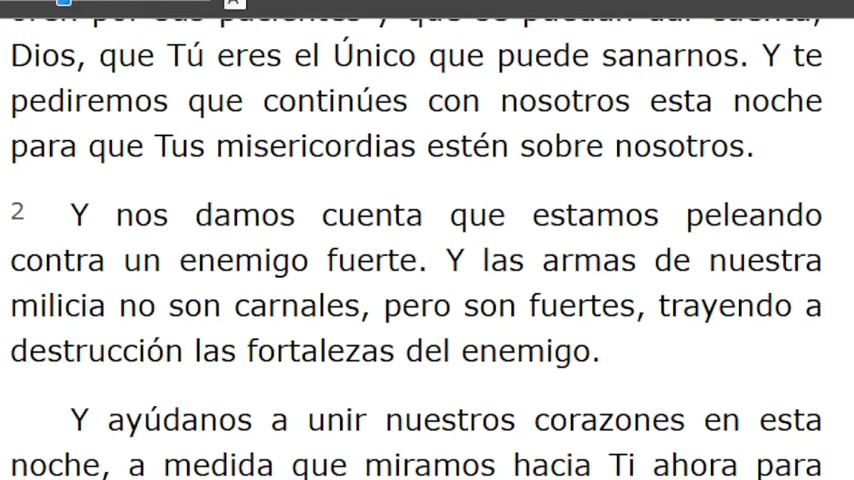 Dios, que Tú eres el Único que puede sanarnos. Y te
pediremos que continúes con nosotros esta noche
para que Tus misericordias estén sobre nosotros.
2 Y nos damos cuenta que estamos peleando
contra un enemigo fuerte. Y las armas de nuestra
milicia no son carnales, pero son fuertes, trayendo a
destrucción las fortalezas del enemigo.
Y ayúdanos a unir nuestros corazones en esta
noche, a medida que miramos hacia Ti ahora para